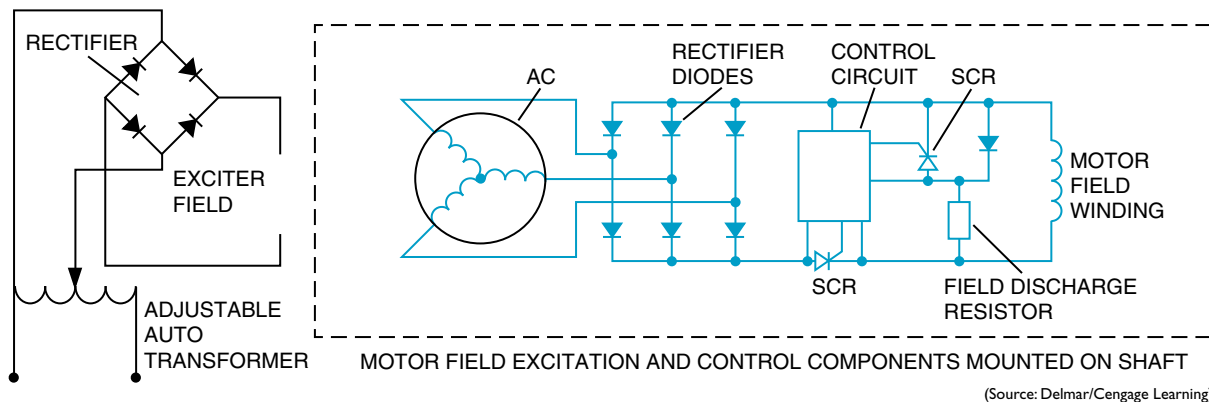 RECTIFIER
EXCITER
FIELD
ADJUSTABLE
AUTO
TRANSFORMER
AC
RECTIFIER
DIODES
CONTROL
CIRCUIT
SCR
MOTOR
FIELD
WINDING
SCR
FIELD DISCHARGE
RESISTOR
MOTOR FIELD EXCITATION AND CONTROL COMPONENTS MOUNTED ON SHAFT
(Source: Delmar/Cengage Learning)